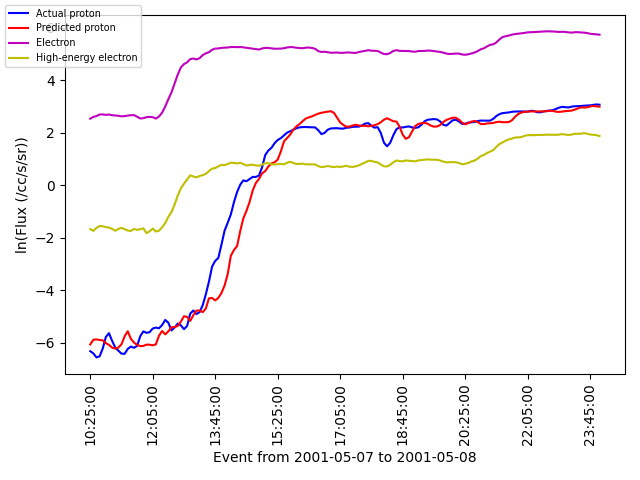 Actual proton
Predicted proton
Electron
High-energy electron
4
2
0
−2
−4
−6
ln(Flux (/cc/s/sr))
10:25:00
12:05:00
13:45:00
15:25:00
17:05:00
18:45:00
20:25:00
22:05:00
23:45:00
Event from 2001-05-07 to 2001-05-08